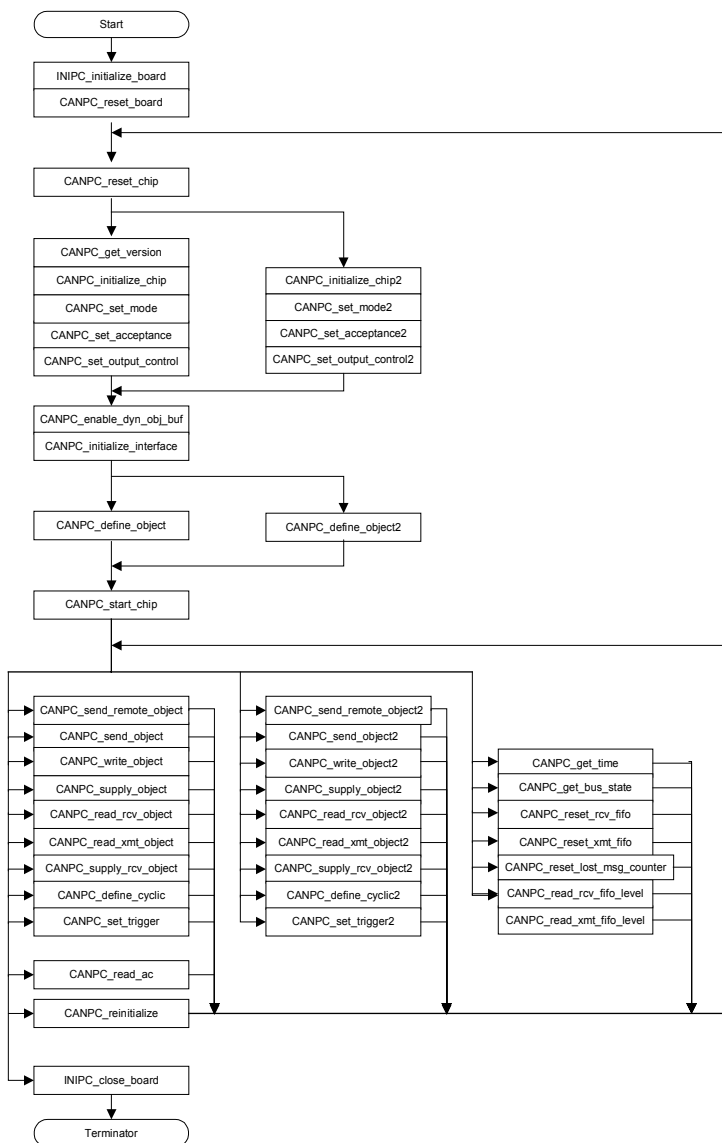 Start
INIPC_initialize_board
CANPC_reset_board
CANPC_reset_chip
CANPC_get_version
CANPC_initialize_chip
CANPC_set_mode
CANPC_set_acceptance
CANPC_set_output_control
CANPC_initialize_chip2
CANPC_set_mode2
CANPC_set_acceptance2
CANPC_set_output_control2
CANPC_enable_dyn_obj_buf
CANPC_initialize_interface
CANPC_define_object
CANPC_define_object2
CANPC_start_chip
CANPC_send_remote_object
CANPC_send_object
CANPC_write_object
CANPC_supply_object
CANPC_read_rcv_object
CANPC_read_xmt_object
CANPC_supply_rcv_object
CANPC_define_cyclic
CANPC_set_trigger
CANPC_read_ac
CANPC_reinitialize
CANPC_send_remote_object2
CANPC_send_object2
CANPC_write_object2
CANPC_supply_object2
CANPC_read_rcv_object2
CANPC_read_xmt_object2
CANPC_supply_rcv_object2
CANPC_define_cyclic2
CANPC_set_trigger2
CANPC_get_time
CANPC_get_bus_state
CANPC_reset_rcv_fifo
CANPC_reset_xmt_fifo
CANPC_reset_lost_msg_counter
CANPC_read_rcv_fifo_level
CANPC_read_xmt_fifo_level
INIPC_close_board
Terminator